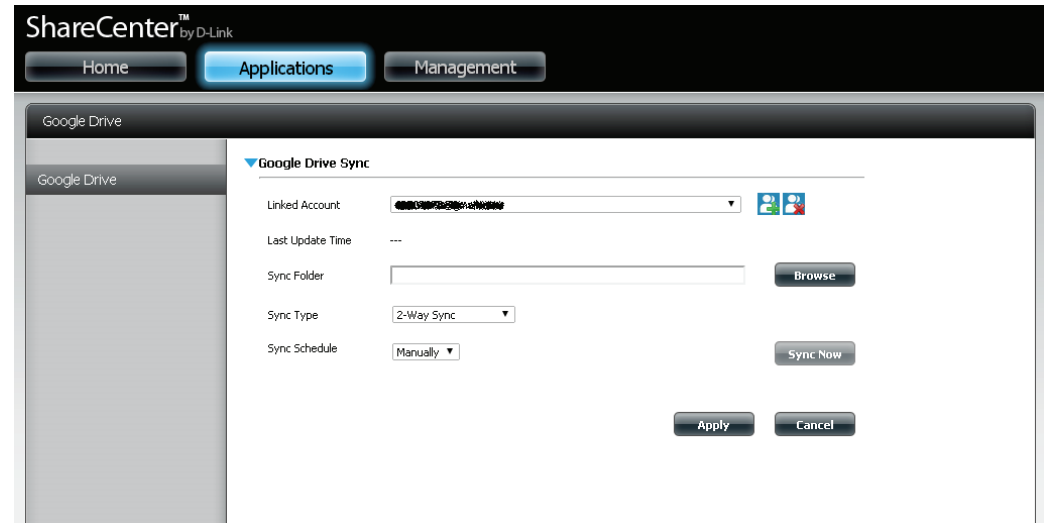 ShareCenter™ by D-Link
Home Applications Management
Google Drive
Google Drive
Google Drive Sync
Linked Account
Last Update Time ---
Sync Folder Browse
Sync Type 2-Way Sync
Sync Schedule Manually Sync Now
Apply Cancel